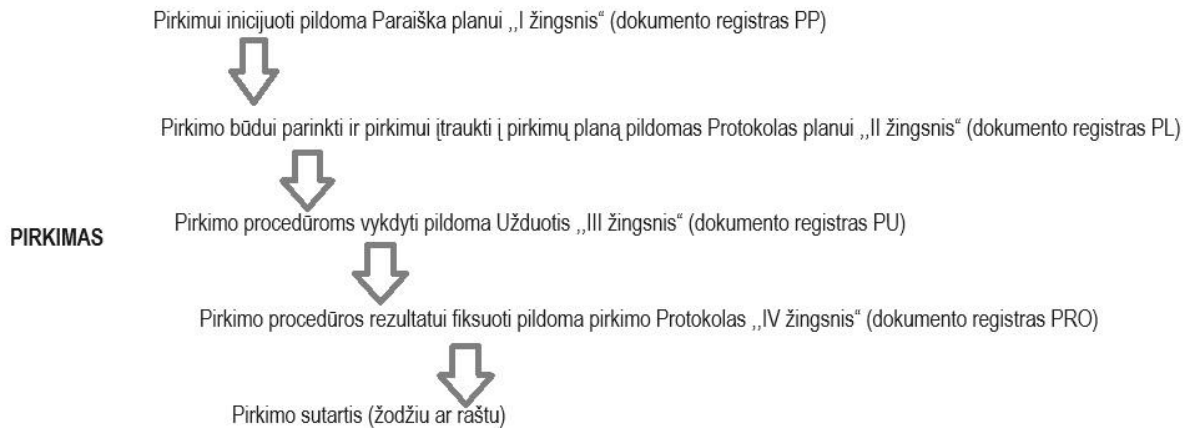 Pirkimui inicijuoti pildoma Paraiška planui ,,I žingsnis“ (dokumento registras PP)
Pirkimo būdui parinkti ir pirkimui įtraukti į pirkimų planą pildomas Protokolas planui ,,II žingsnis“ (dokumento registras PL)
Pirkimo procedūroms vykdyti pildoma Užduotis ,,III žingsnis“ (dokumento registras PU)
PIRKIMAS
Pirkimo procedūros rezultatui fiksuoti pildoma pirkimo Protokolas ,,IV žingsnis“ (dokumento registras PRO)
Pirkimo sutartis (žodžiu ar raštu)